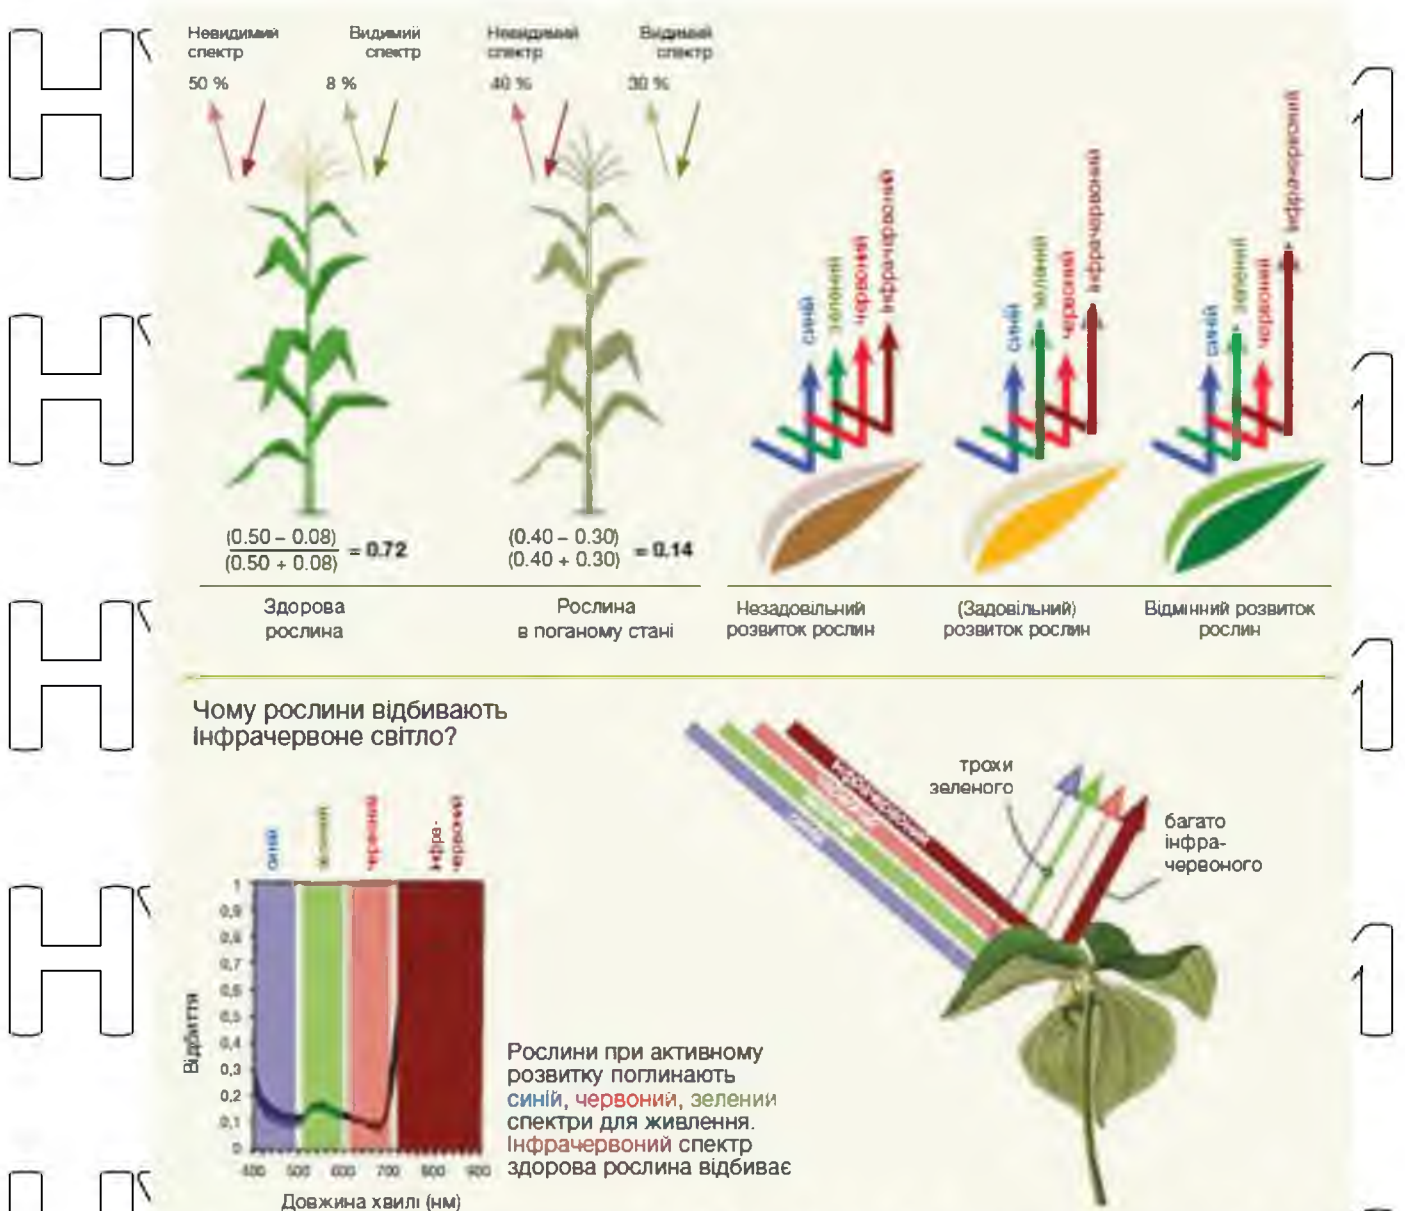 Невидимий
спектр
50 %
Видимий
спектр
8 %
Невидимий
спектр
40 %
Видимий
спектр
30 %
(0.50 – 0.08)
(0.50 + 0.08)
= 0.72
(0.40 – 0.30)
(0.40 + 0.30)
= 0.14
Здорова
рослина
Рослина
в поганому стані
синій
зелений
червоний
інфрачервоний
синій
зелений
червоний
інфрачервоний
синій
зелений
червоний
інфрачервоний
Незадовільний
розвиток рослин
(Задовільний)
розвиток рослин
Відмінний розвиток
рослин
Чому рослини відбивають
інфрачервоне світло?
синій
зелений
червоний
інфра-
червоний
Відбиття
1
0,9
0,8
0,7
0,6
0,5
0,4
0,3
0,2
0,1
0
400 500 600 700 800 900
Довжина хвилі (нм)
Рослини при активному
розвитку поглинають
синій, червоний, зелений
спектри для живлення.
Інфрачервоний спектр
здорова рослина відбиває
трохи
зеленого
багато
інфра-
червоного